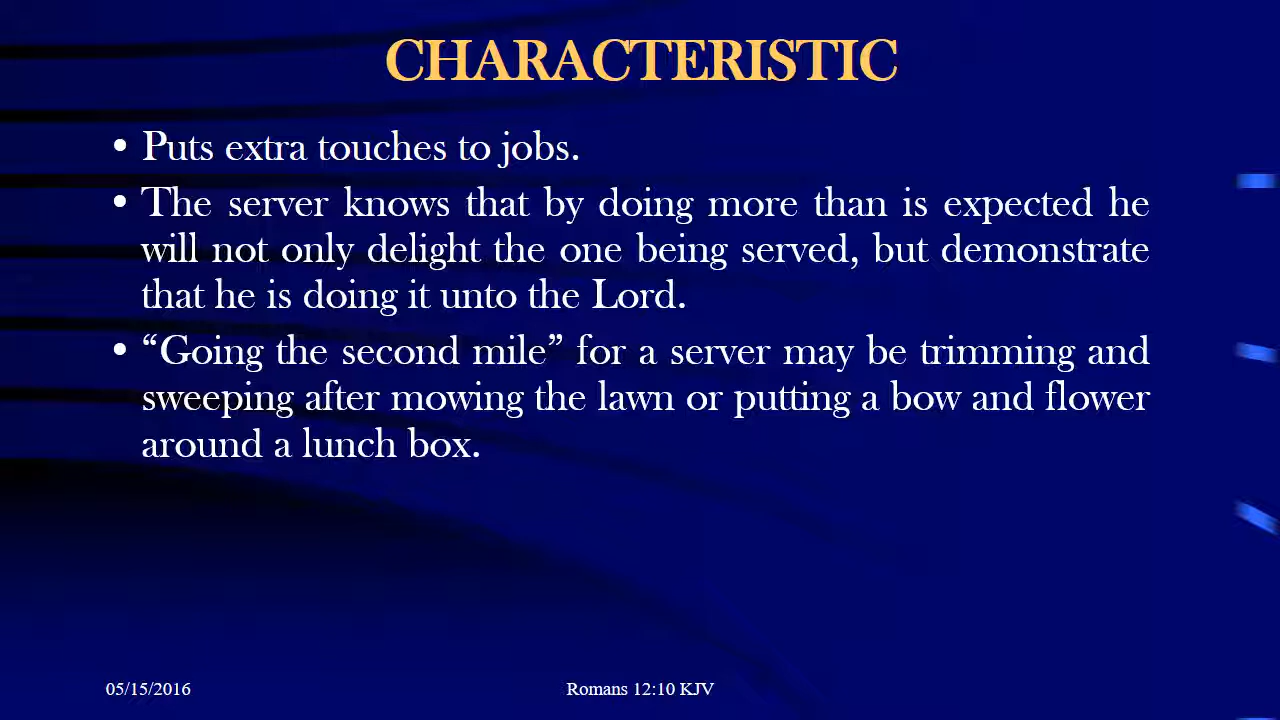 CHARACTERISTIC
• Puts extra touches to jobs.
• The server knows that by doing more than is expected he
will not only delight the one being served, but demonstrate
that he is doing it unto the Lord.
• “Going the second mile” for a server may be trimming and
sweeping after mowing the lawn or putting a bow and flower
around a lunch box.
05/15/2016
Romans 12:10 KJV